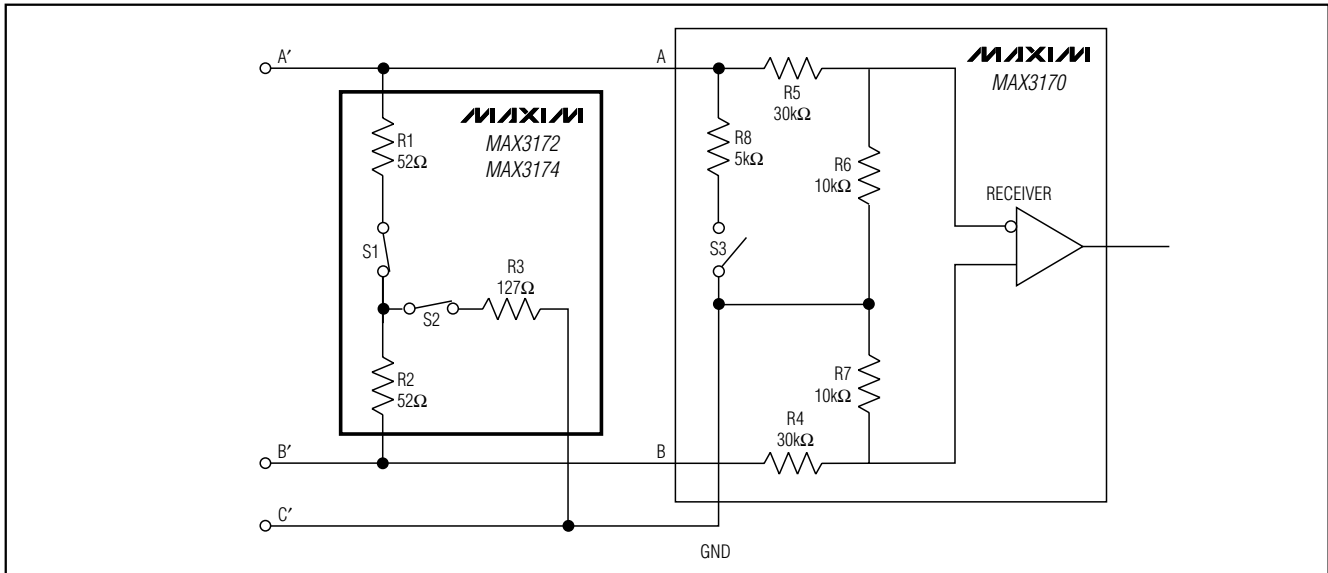 A′
A
MAXIM
MAX3170
R5
30kΩ
MAXIM
MAX3172
MAX3174
R1
52Ω
R8
5kΩ
R6
10kΩ
RECEIVER
S1
S3
R3
127Ω
S2
R2
52Ω
R7
10kΩ
R4
30kΩ
B′
B
C′
GND